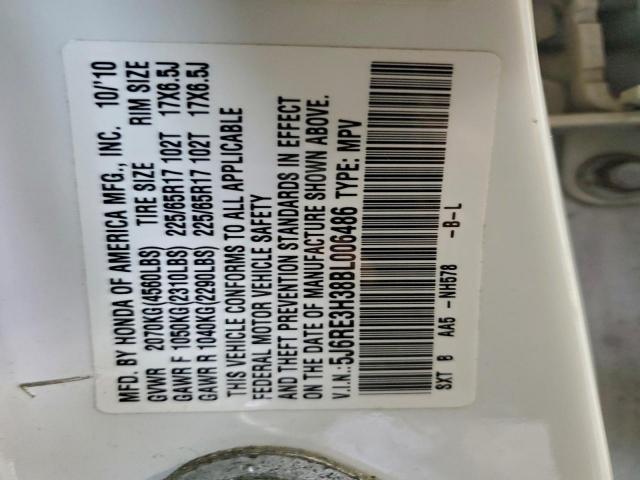 MFD. BY HONDA OF AMERICA MFG., INC. 10/'10
GVWR 2070KG(4560LBS) TIRE SIZE RIM SIZE
GAWR F 1050KG(2310LBS) 225/65R17 102T 17X6.5J
GAWR R 1040KG(2290LBS) 225/65R17 102T 17X6.5J
THIS VEHICLE CONFORMS TO ALL APPLICABLE
FEDERAL MOTOR VEHICLE SAFETY
AND THEFT PREVENTION STANDARDS IN EFFECT
ON THE DATE OF MANUFACTURE SHOWN ABOVE.
V.I.N.:5J6RE3H38BL006486 TYPE: MPV
SXT B AA5 -NH578 -B-L